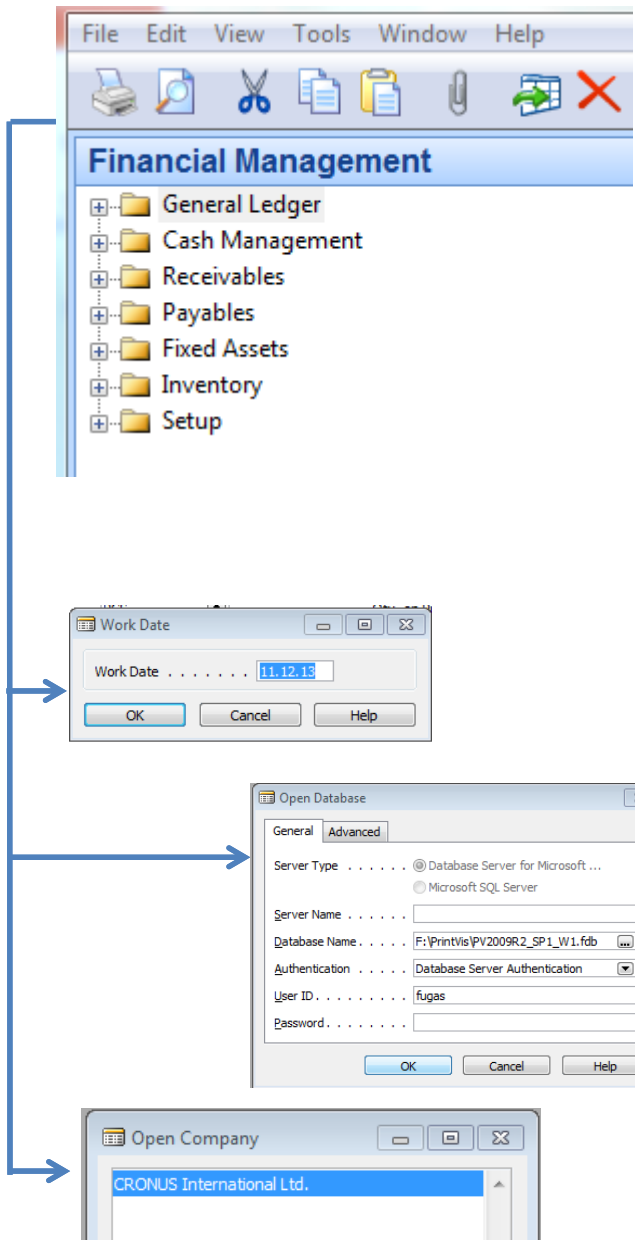 File Edit View Tools Window Help
Financial Management
General Ledger
Cash Management
Receivables
Payables
Fixed Assets
Inventory
Setup
Work Date
Work Date . . . . . . . 11.12.13
OK Cancel Help
Open Database
General Advanced
Server Type . . . . . . Database Server for Microsoft ...
Microsoft SQL Server
Server Name . . . . . .
Database Name. . . . . F:\PrintVis\PV2009R2_SP1_W1.fdb ...
Authentication . . . . . Database Server Authentication
User ID. . . . . . . . . fugas
Password. . . . . . . .
OK Cancel Help
Open Company
CRONUS International Ltd.